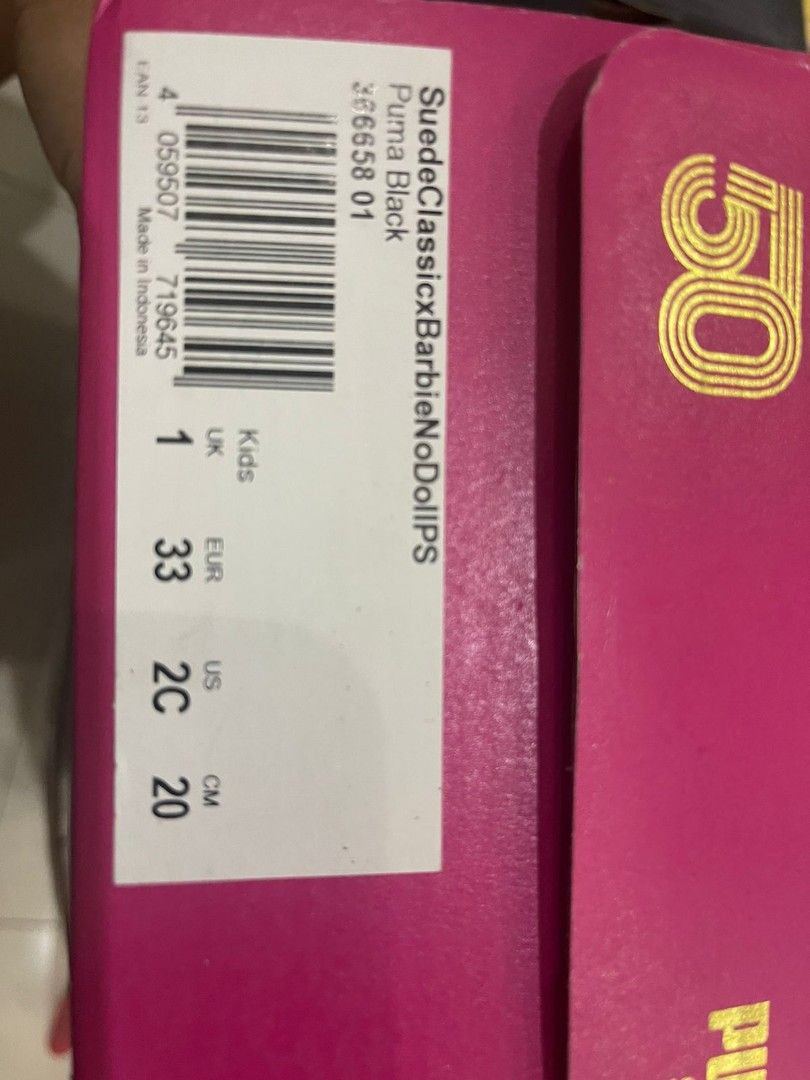 SuedeClassicxBarbieNoDollPS
Puma Black
366658 01
4 059507 719645
EAN 13
Made in Indonesia
Kids
UK EUR US CM
1 33 2C 20
50